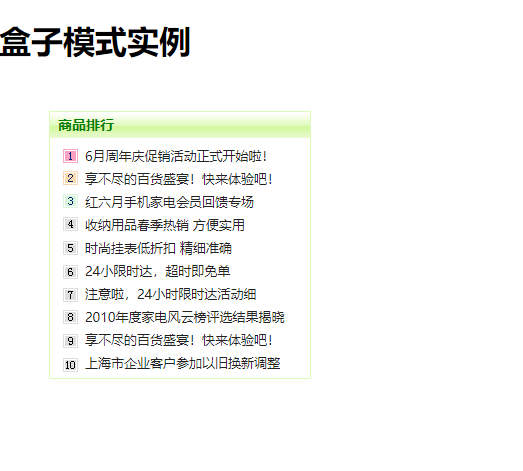 盒子模式实例
商品排行
1 6月周年庆促销活动正式开始啦！
2 享不尽的百货盛宴！快来体验吧！
3 红六月手机家电会员回馈专场
4 收纳用品春季热销 方便实用
5 时尚挂表低折扣 精细准确
6 24小限时达，超时即免单
7 注意啦，24小时限时达活动细
8 2010年度家电风云榜评选结果揭晓
9 享不尽的百货盛宴！快来体验吧！
10 上海市企业客户参加以旧换新调整